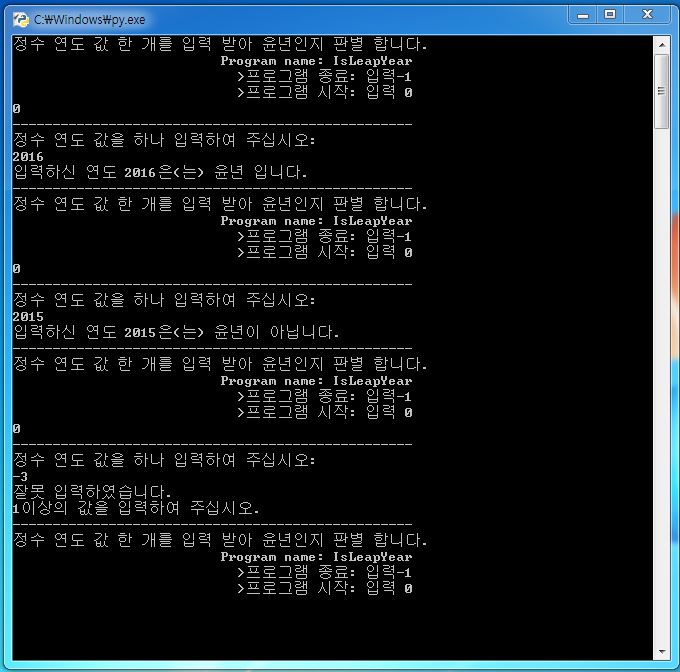 C:\Windows\py.exe
정수 연도 값 한 개를 입력 받아 윤년인지 판별 합니다.
Program name: IsLeapYear
>프로그램 종료: 입력-1
>프로그램 시작: 입력 0
0
--------------------------------------------------
정수 연도 값을 하나 입력하여 주십시오:
2016
입력하신 연도 2016은(는) 윤년 입니다.
--------------------------------------------------
정수 연도 값 한 개를 입력 받아 윤년인지 판별 합니다.
Program name: IsLeapYear
>프로그램 종료: 입력-1
>프로그램 시작: 입력 0
0
--------------------------------------------------
정수 연도 값을 하나 입력하여 주십시오:
2015
입력하신 연도 2015은(는) 윤년이 아닙니다.
--------------------------------------------------
정수 연도 값 한 개를 입력 받아 윤년인지 판별 합니다.
Program name: IsLeapYear
>프로그램 종료: 입력-1
>프로그램 시작: 입력 0
0
--------------------------------------------------
정수 연도 값을 하나 입력하여 주십시오:
-3
잘못 입력하였습니다.
1이상의 값을 입력하여 주십시오.
--------------------------------------------------
정수 연도 값 한 개를 입력 받아 윤년인지 판별 합니다.
Program name: IsLeapYear
>프로그램 종료: 입력-1
>프로그램 시작: 입력 0